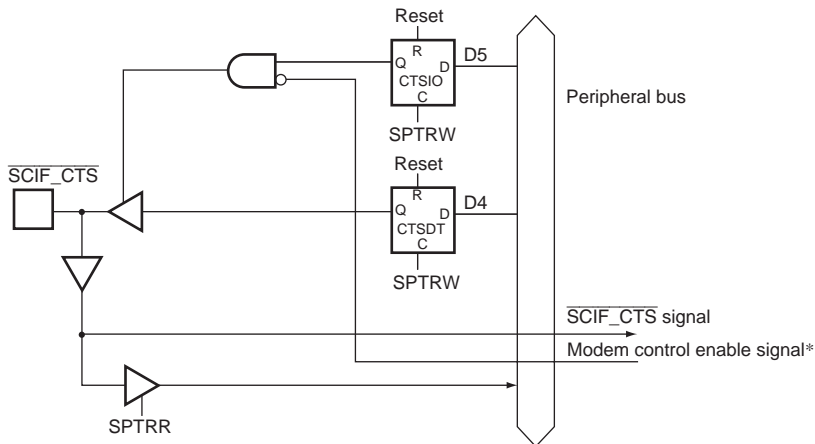 Reset
R
Q
D
D5
CTSIO
C
SPTRW
Peripheral bus
Reset
R
SCIF_CTS
Q
D
D4
CTSDT
C
SPTRW
SCIF_CTS signal
Modem control enable signal*
SPTRR